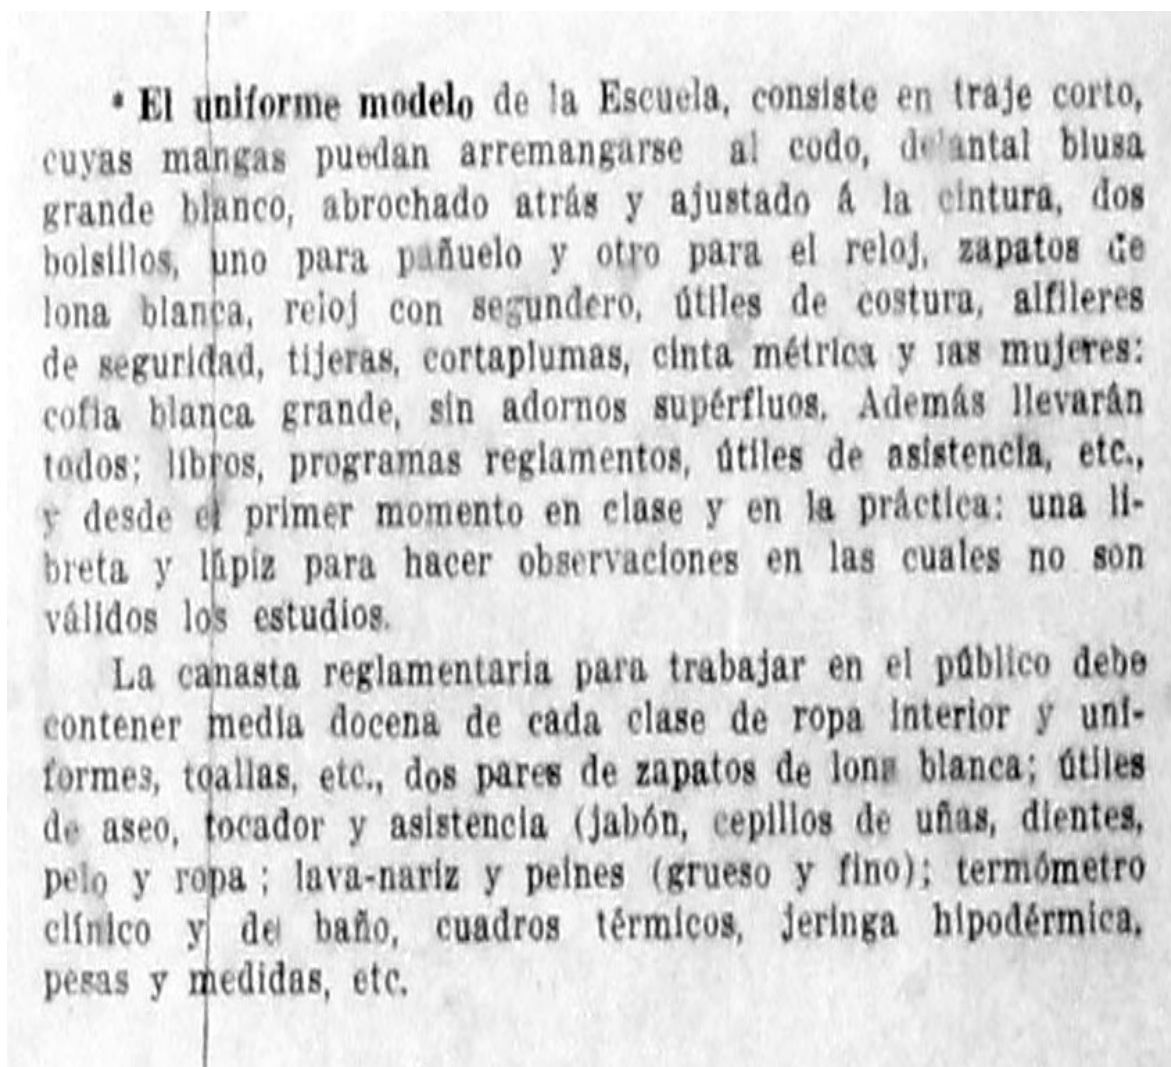 * El uniforme modelo de la Escuela, consiste en traje corto,
cuyas mangas puedan arremangarse al codo, delantal blusa
grande blanco, abrochado atrás y ajustado á la cintura, dos
bolsillos, uno para pañuelo y otro para el reloj, zapatos de
lona blanca, reloj con segundero, útiles de costura, alfileres
de seguridad, tijeras, cortaplumas, cinta métrica y las mujeres:
cofia blanca grande, sin adornos supérfluos. Además llevarán
todos; libros, programas reglamentos, útiles de asistencia, etc.,
y desde el primer momento en clase y en la práctica: una li-
breta y lápiz para hacer observaciones en las cuales no son
válidos los estudios.
La canasta reglamentaria para trabajar en el público debe
contener media docena de cada clase de ropa interior y uni-
formes, toallas, etc., dos pares de zapatos de lona blanca; útiles
de aseo, tocador y asistencia (jabón, cepillos de uñas, dientes,
pelo y ropa ; lava-nariz y peines (grueso y fino); termómetro
clínico y de baño, cuadros térmicos, jeringa hipodérmica,
pesas y medidas, etc.